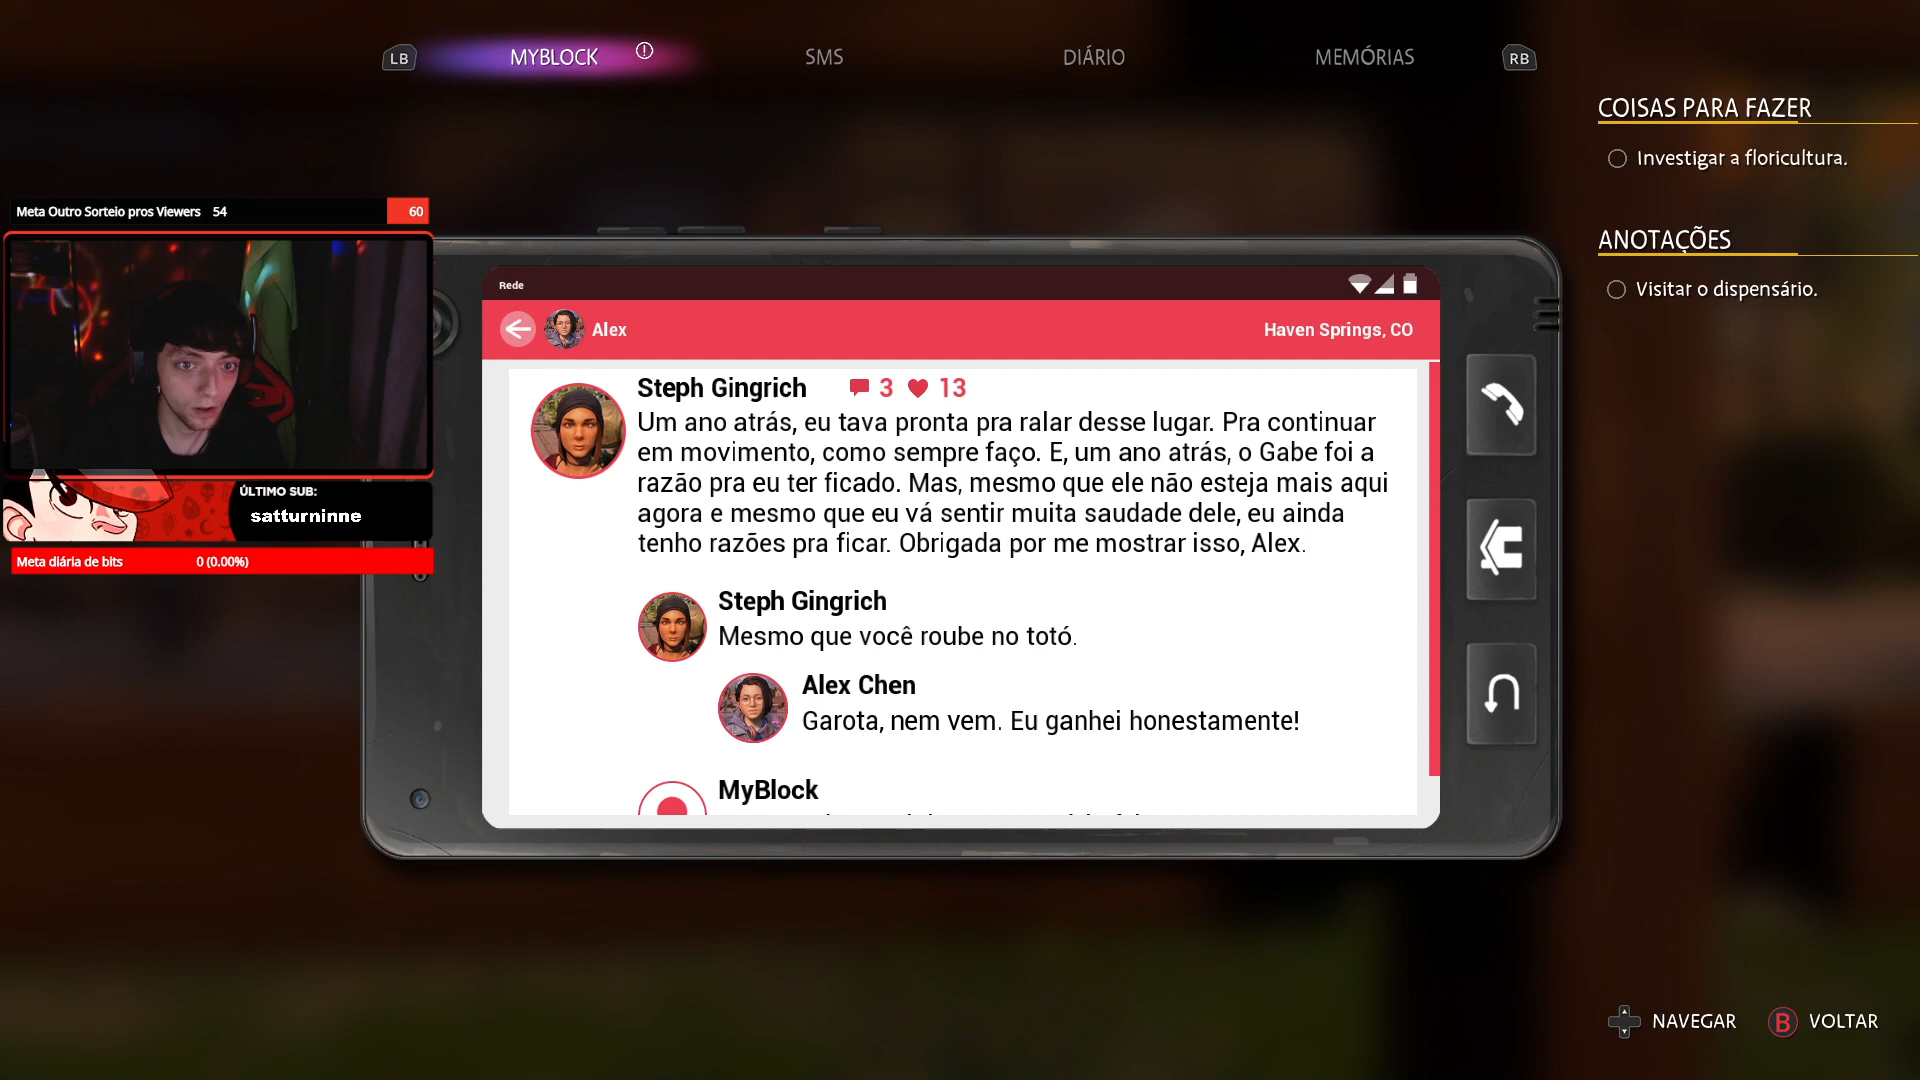 LB
MYBLOCK
SMS
DIÁRIO
MEMÓRIAS
RB
COISAS PARA FAZER
Investigar a floricultura.
ANOTAÇÕES
Visitar o dispensário.
Meta Outro Sorteio pros Viewers 54
60
ÚLTIMO SUB:
satturninne
Meta diária de bits 0 (0.00%)
Rede
Alex
Haven Springs, CO
Steph Gingrich 3 13
Um ano atrás, eu tava pronta pra ralar desse lugar. Pra continuar
em movimento, como sempre faço. E, um ano atrás, o Gabe foi a
razão pra eu ter ficado. Mas, mesmo que ele não esteja mais aqui
agora e mesmo que eu vá sentir muita saudade dele, eu ainda
tenho razões pra ficar. Obrigada por me mostrar isso, Alex.
Steph Gingrich
Mesmo que você roube no totó.
Alex Chen
Garota, nem vem. Eu ganhei honestamente!
MyBlock
NAVEGAR
B VOLTAR